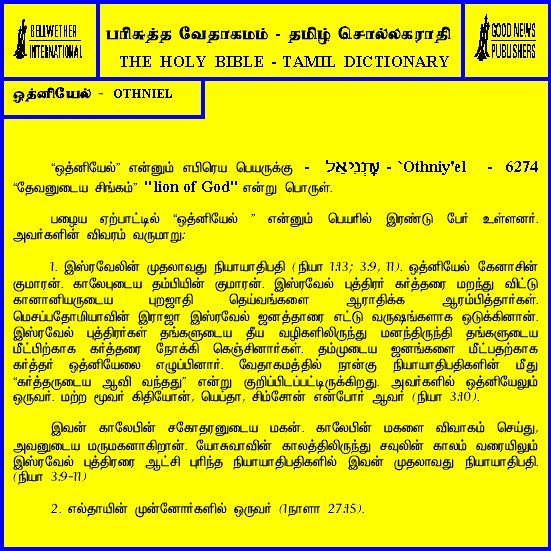 BELLWETHER
INTERNATIONAL
பரிசுத்த வேதாகமம் - தமிழ் சொல்லகராதி
THE HOLY BIBLE - TAMIL DICTIONARY
GOOD NEWS
PUBLISHERS
ஒத்னியேல் - OTHNIEL
“ஒத்னியேல்” என்னும் எபிரெய பெயருக்கு - עָתְנִיאֵל - `Othniy'el - 6274
“தேவனுடைய சிங்கம்” "lion of God" என்று பொருள்.
பழைய ஏற்பாட்டில் “ஒத்னியேல் ” என்னும் பெயரில் இரண்டு பேர் உள்ளனர்.
அவர்களின் விவரம் வருமாறு:
1. இஸ்ரவேலின் முதலாவது நியாயாதிபதி (நியா 1:13; 3:9, 11). ஒத்னியேல் கேனாசின்
குமாரன். காலேபுடைய தம்பியின் குமாரன். இஸ்ரவேல் புத்திரர் கர்த்தரை மறந்து விட்டு
கானானியருடைய புறஜாதி தெய்வங்களை ஆராதிக்க ஆரம்பித்தார்கள்.
மெசப்பதோமியாவின் இராஜா இஸ்ரவேல் ஜனத்தாரை எட்டு வருஷங்களாக ஒடுக்கினான்.
இஸ்ரவேல் புத்திரர்கள் தங்களுடைய தீய வழிகளிலிருந்து மனந்திருந்தி தங்களுடைய
மீட்பிற்காக கர்த்தரை நோக்கி கெஞ்சினார்கள். தம்முடைய ஜனங்களை மீட்பதற்காக
கர்த்தர் ஒத்னியேலை எழுப்பினார். வேதாகமத்தில் நான்கு நியாயாதிபதிகளின் மீது
“கர்த்தருடைய ஆவி வந்தது” என்று குறிப்பிடப்பட்டிருக்கிறது. அவர்களில் ஒத்னியேலும்
ஒருவர். மற்ற மூவர் கிதியோன், யெப்தா, சிம்சோன் என்போர் ஆவர் (நியா 3:10).
இவன் காலேபின் சகோதரனுடைய மகன். காலேபின் மகளை விவாகம் செய்து,
அவனுடைய மருமகனாகிறான். யோசுவாவின் காலத்திலிருந்து சவுலின் காலம் வரையிலும்
இஸ்ரவேல் புத்திரரை ஆட்சி புரிந்த நியாயாதிபதிகளில் இவன் முதலாவது நியாயாதிபதி.
(நியா 3:9-11)
2. எல்தாயின் முன்னோர்களில் ஒருவர் (1நாளா 27:15).